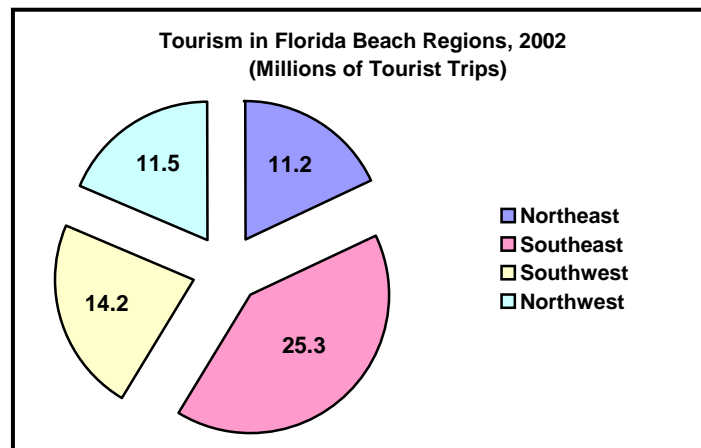 Tourism in Florida Beach Regions, 2002
(Millions of Tourist Trips)
11.5
11.2
14.2
25.3
Northeast
Southeast
Southwest
Northwest